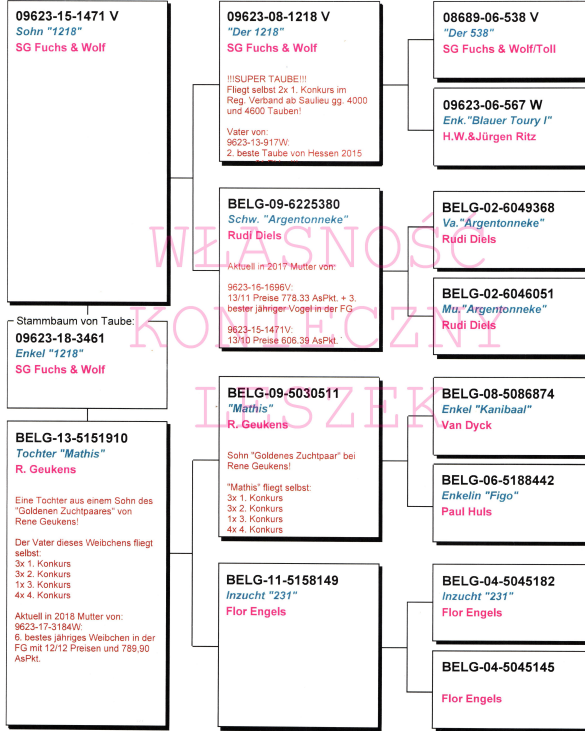 09623-15-1471 V
Sohn "1218"
SG Fuchs & Wolf
Stammbaum von Taube:
09623-18-3461
Enkel "1218"
SG Fuchs & Wolf
BELG-13-5151910
Tochter "Mathis"
R. Geukens
Eine Tochter aus einem Sohn des
"Goldenen Zuchtpaares" von
Rene Geukens!
Der Vater dieses Weibchens fliegt
selbst:
3x 1. Konkurs
3x 2. Konkurs
1x 3. Konkurs
4x 4. Konkurs
Aktuell in 2018 Mutter von:
9623-17-3184W:
6. bestes jähriges Weibchen in der
FG mit 12/12 Preisen und 789,90
AsPkt.
09623-08-1218 V
"Der 1218"
SG Fuchs & Wolf
!!!SUPER TAUBE!!!
Fliegt selbst 2x 1. Konkurs im
Reg. Verband ab Saulieu gg. 4000
und 4600 Tauben!
Vater von:
9623-13-917W:
2. beste Taube von Hessen 2015
BELG-09-6225380
Schw. "Argentonneke"
Rudi Diels
Aktuell in 2017 Mutter von:
9623-16-1696V:
13/11 Preise 778.33 AsPkt. + 3.
bester jähriger Vogel in der FG
9623-15-1471V:
13/10 Preise 606.39 AsPkt.
BELG-09-5030511
"Mathis"
R. Geukens
Sohn "Goldenes Zuchtpaar" bei
Rene Geukens!
"Mathis" fliegt selbst:
3x 1. Konkurs
3x 2. Konkurs
1x 3. Konkurs
4x 4. Konkurs
BELG-11-5158149
Inzucht "231"
Flor Engels
08689-06-538 V
"Der 538"
SG Fuchs & Wolf/Toll
09623-06-567 W
Enk."Blauer Toury I"
H.W.&Jürgen Ritz
BELG-02-6049368
Va."Argentonneke"
Rudi Diels
BELG-02-6046051
Mu."Argentonneke"
Rudi Diels
BELG-08-5086874
Enkel "Kanibaal"
Van Dyck
BELG-06-5188442
Enkelin "Figo"
Paul Huls
BELG-04-5045182
Inzucht "231"
Flor Engels
BELG-04-5045145
Flor Engels
WŁASNOŚĆ
KONIECZNY
LESZEK